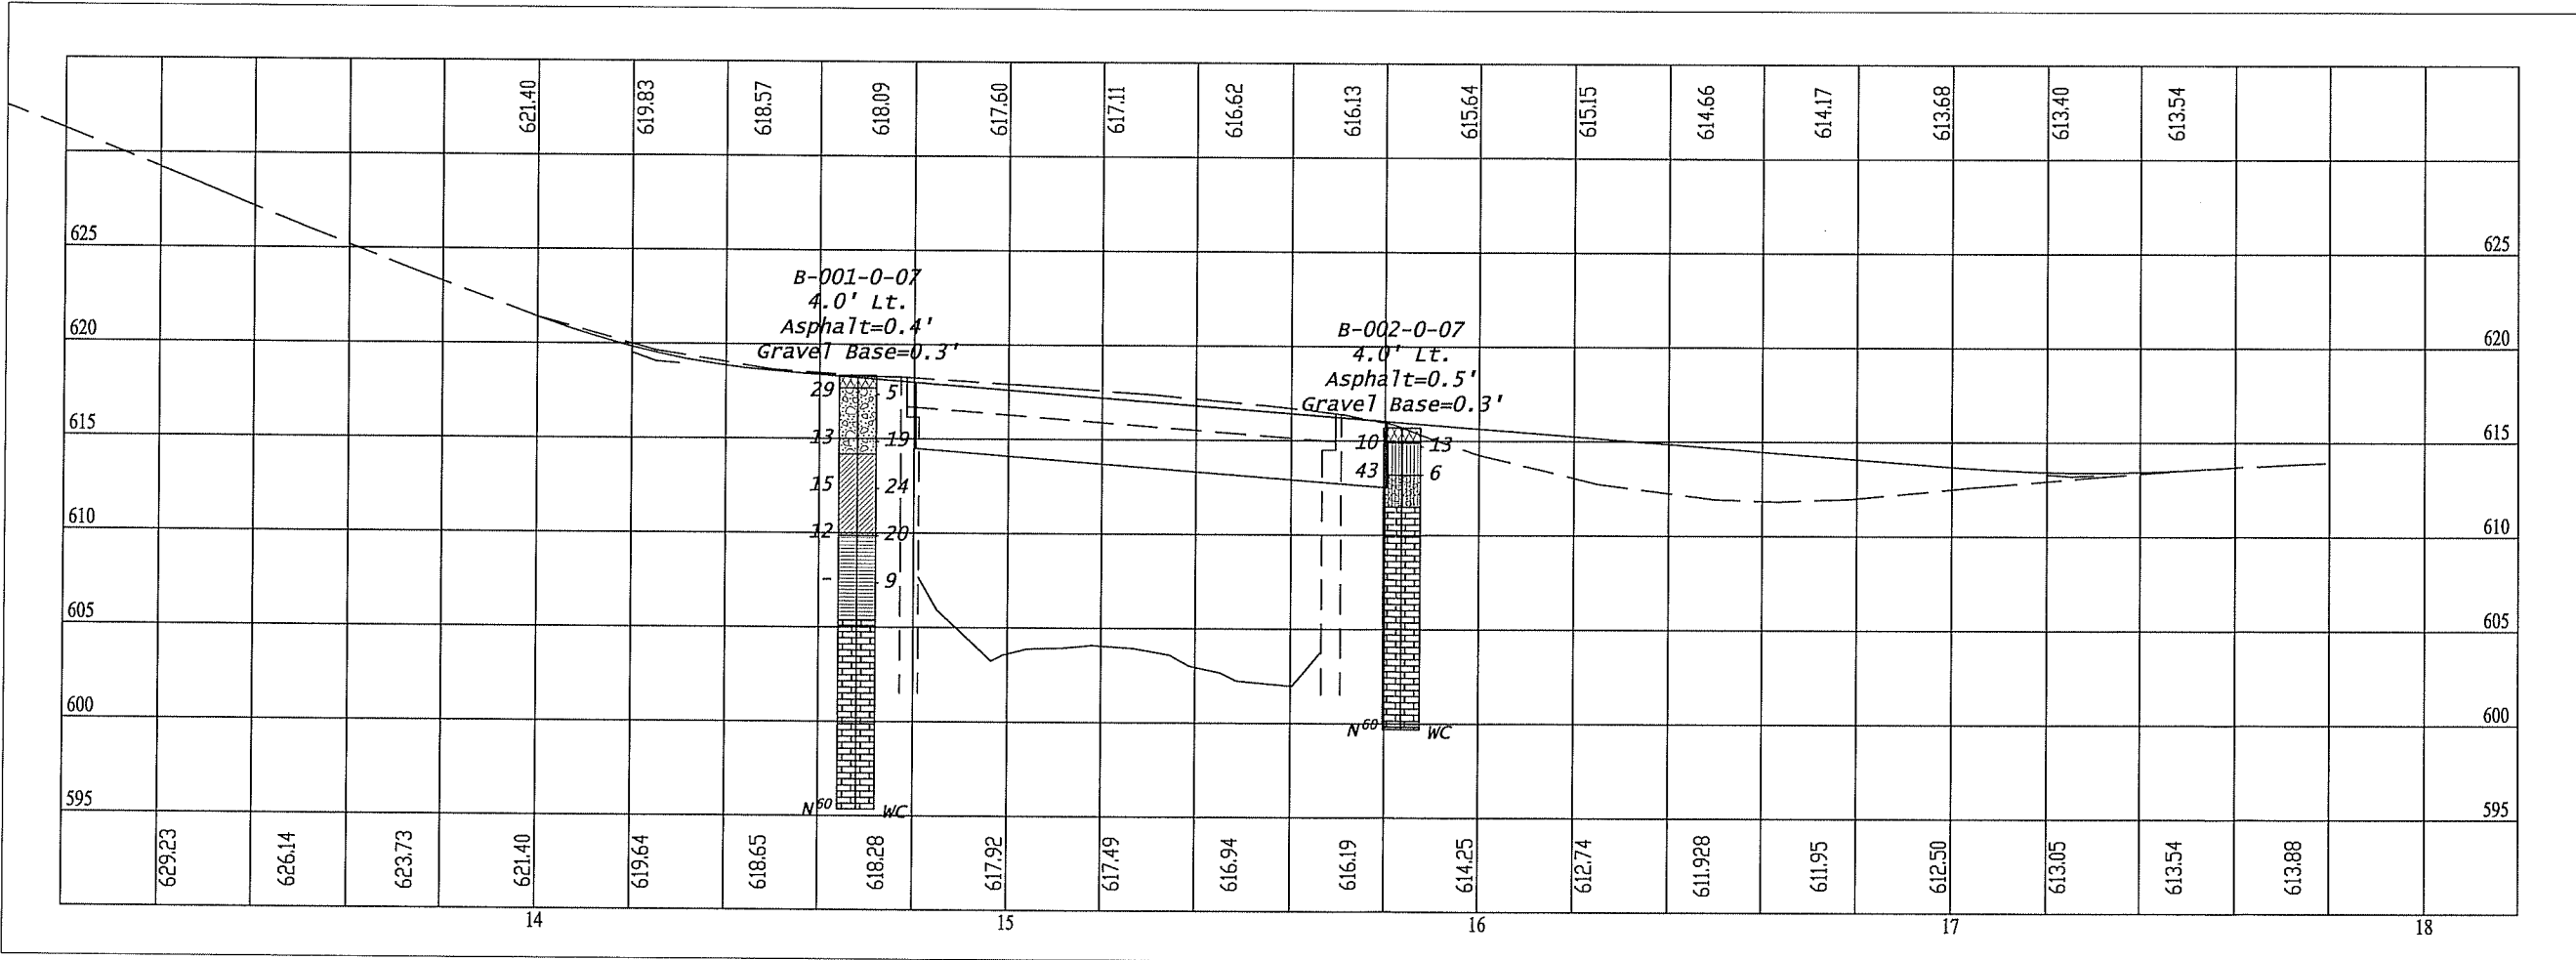 621.40 619.83 618.57 618.09 617.60 617.11 616.62 616.13 615.64 615.15 614.66 614.17 613.68 613.40 613.54
625 625
B-001-0-07
4.0' Lt.
Asphalt=0.4'
Gravel Base=0.3'
B-002-0-07
4.0' Lt.
Asphalt=0.5'
Gravel Base=0.3'
620 620
29 5
615 13 19 10 13 615
15 24 43 6
610 12 20 610
- 9
605 605
600 N60 WC 600
595 N60 WC 595
629.23 626.14 623.73 621.40 619.64 618.65 618.28 617.92 617.49 616.94 616.19 614.25 612.74 611.928 611.95 612.50 613.05 613.54 613.88
14 15 16 17 18